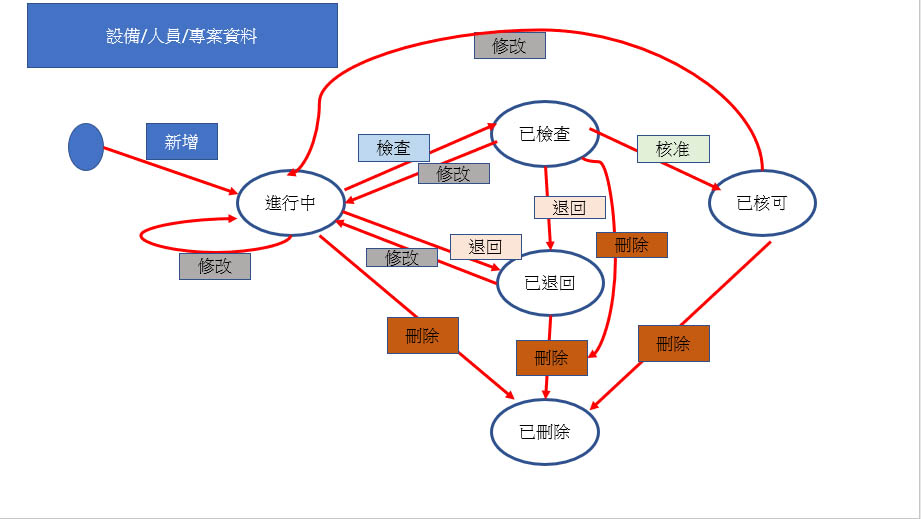 設備/人員/專案資料
修改
新增
檢查
已檢查
核准
修改
進行中
退回
已核可
退回
刪除
修改
修改
已退回
刪除
刪除
刪除
已刪除